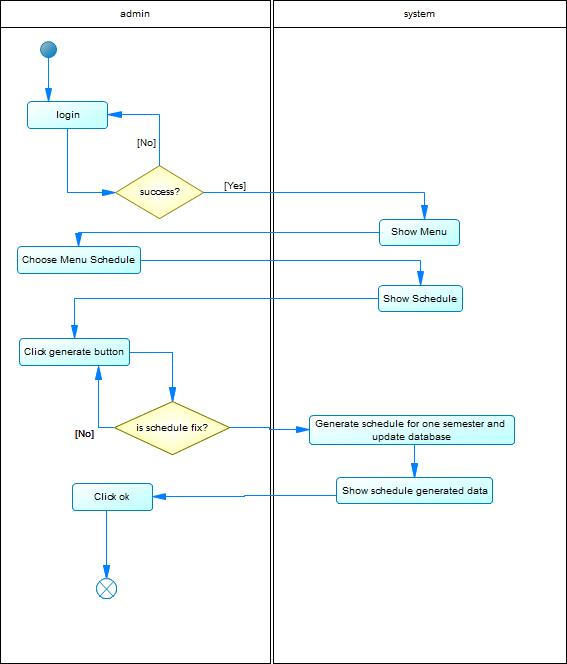 admin
system
login
[No]
success?
[Yes]
Show Menu
Choose Menu Schedule
Show Schedule
Click generate button
is schedule fix?
[No]
Generate schedule for one semester and
update database
Show schedule generated data
Click ok